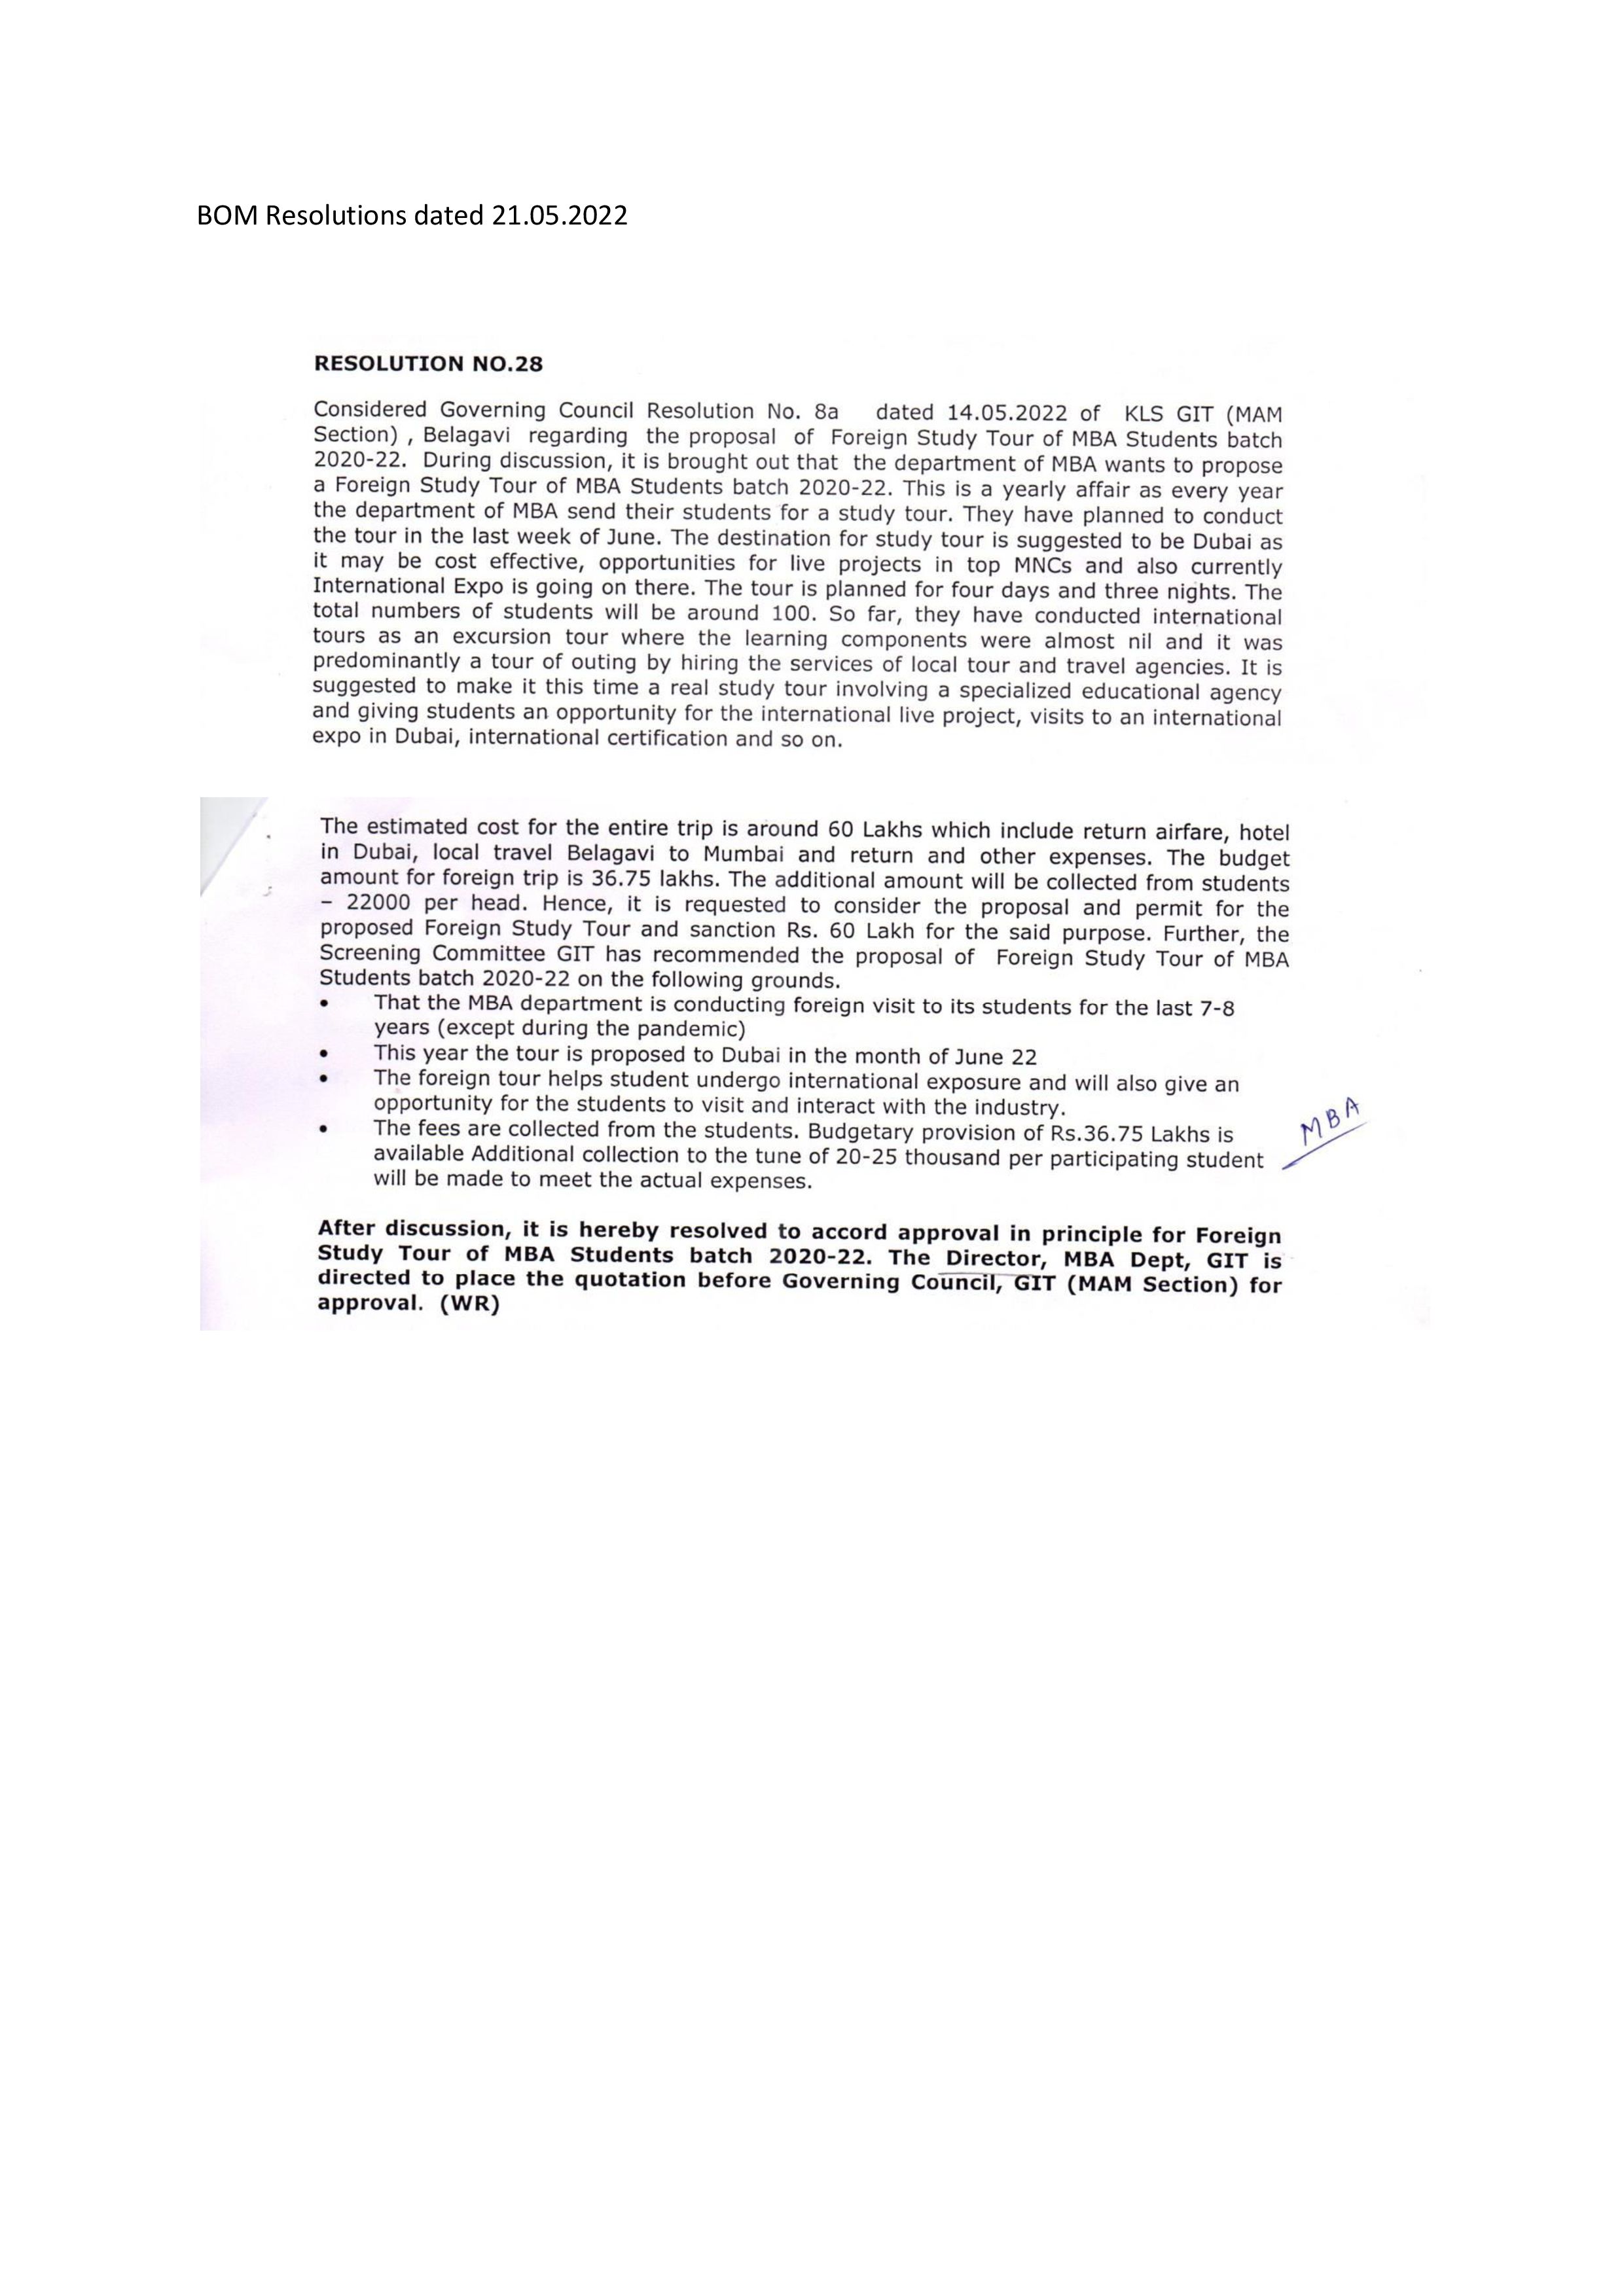 BOM Resolutions dated 21.05.2022
RESOLUTION NO.28
Considered Governing Council Resolution No. 8a dated 14.05.2022 of KLS GIT (MAM
Section) , Belagavi regarding the proposal of Foreign Study Tour of MBA Students batch
2020-22. During discussion, it is brought out that the department of MBA wants to propose
a Foreign Study Tour of MBA Students batch 2020-22. This is a yearly affair as every year
the department of MBA send their students for a study tour. They have planned to conduct
the tour in the last week of June. The destination for study tour is suggested to be Dubai as
it may be cost effective, opportunities for live projects in top MNCs and also currently
International Expo is going on there. The tour is planned for four days and three nights. The
total numbers of students will be around 100. So far, they have conducted international
tours as an excursion tour where the learning components were almost nil and it was
predominantly a tour of outing by hiring the services of local tour and travel agencies. It is
suggested to make it this time a real study tour involving a specialized educational agency
and giving students an opportunity for the international live project, visits to an international
expo in Dubai, international certification and so on.
The estimated cost for the entire trip is around 60 Lakhs which include return airfare, hotel
in Dubai, local travel Belagavi to Mumbai and return and other expenses. The budget
amount for foreign trip is 36.75 lakhs. The additional amount will be collected from students
– 22000 per head. Hence, it is requested to consider the proposal and permit for the
proposed Foreign Study Tour and sanction Rs. 60 Lakh for the said purpose. Further, the
Screening Committee GIT has recommended the proposal of Foreign Study Tour of MBA
Students batch 2020-22 on the following grounds.
• That the MBA department is conducting foreign visit to its students for the last 7-8
years (except during the pandemic)
• This year the tour is proposed to Dubai in the month of June 22
• The foreign tour helps student undergo international exposure and will also give an
opportunity for the students to visit and interact with the industry.
• The fees are collected from the students. Budgetary provision of Rs.36.75 Lakhs is
available Additional collection to the tune of 20-25 thousand per participating student
will be made to meet the actual expenses.
MBA
After discussion, it is hereby resolved to accord approval in principle for Foreign
Study Tour of MBA Students batch 2020-22. The Director, MBA Dept, GIT is
directed to place the quotation before Governing Council, GIT (MAM Section) for
approval. (WR)